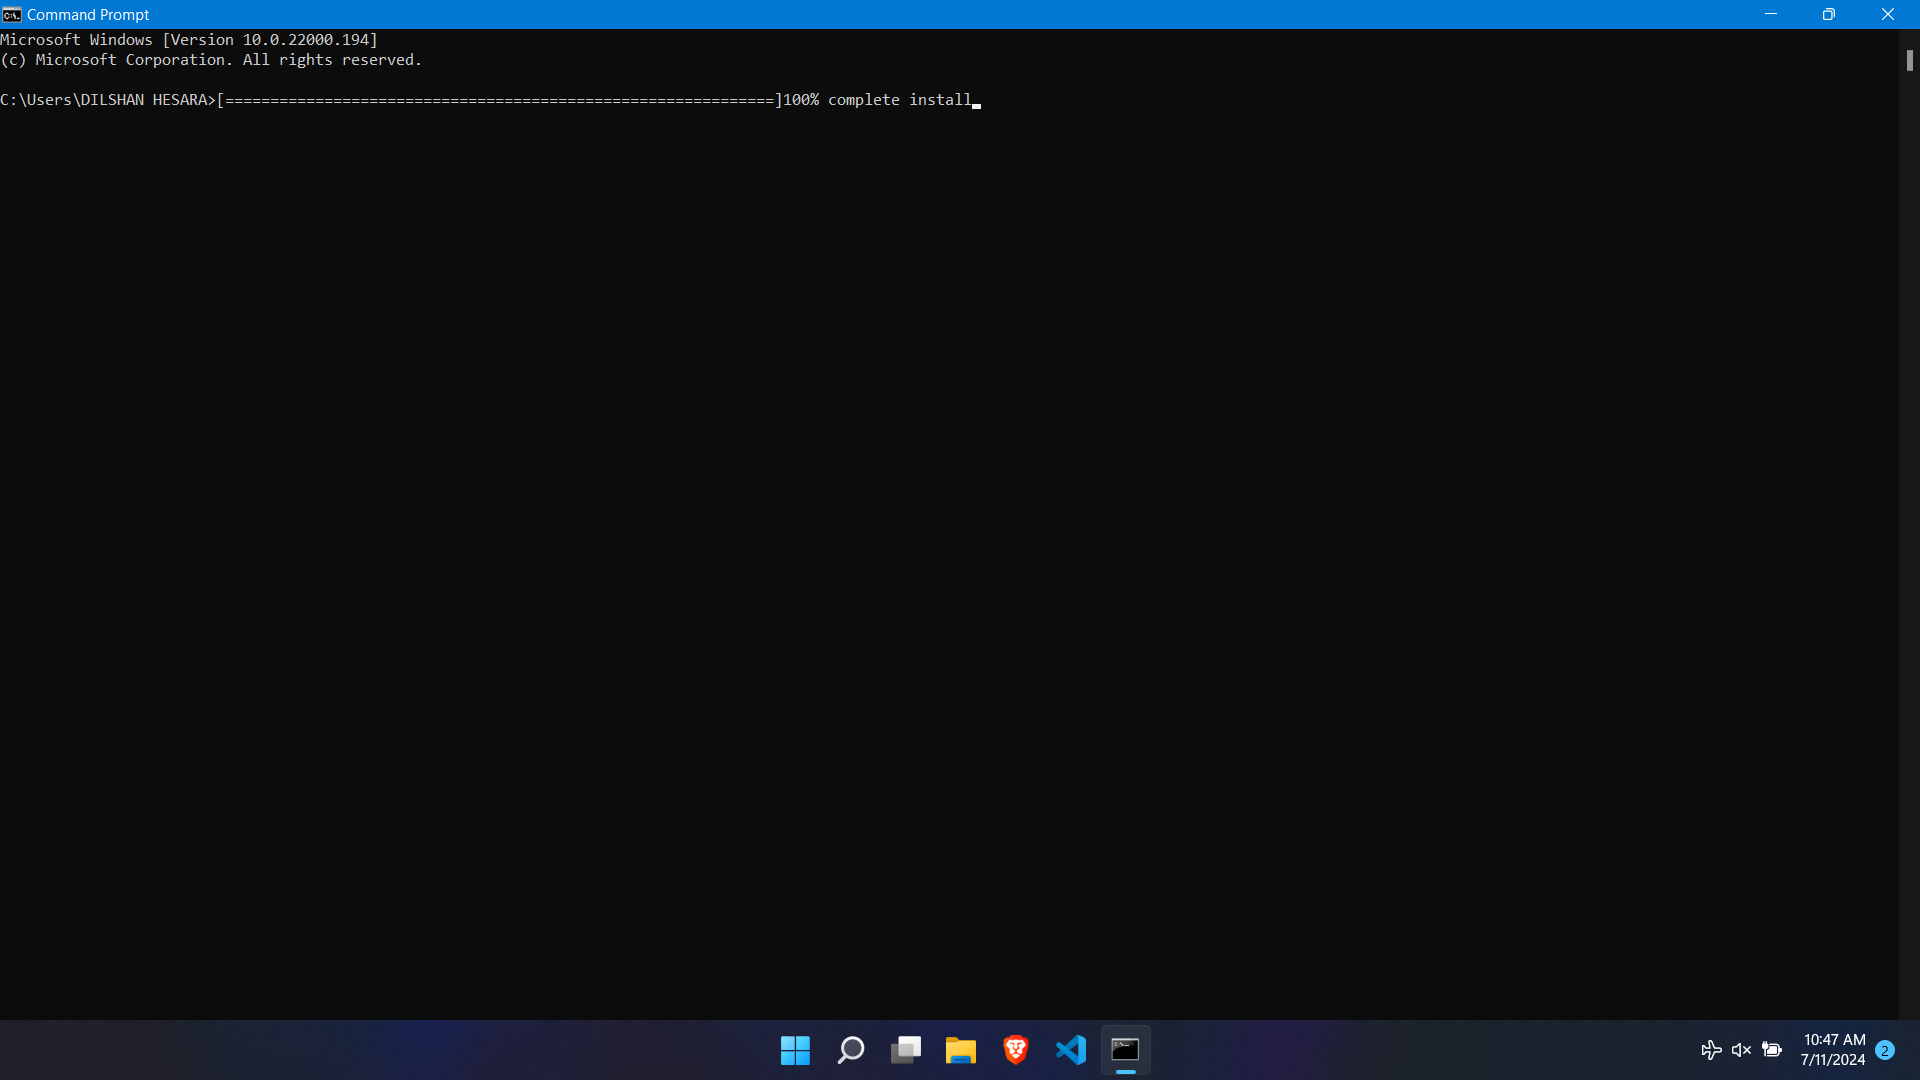 Command Prompt
Microsoft Windows [Version 10.0.22000.194]
(c) Microsoft Corporation. All rights reserved.
C:\Users\DILSHAN HESARA>[=============================================================]100% complete install
10:47 AM
7/11/2024
2